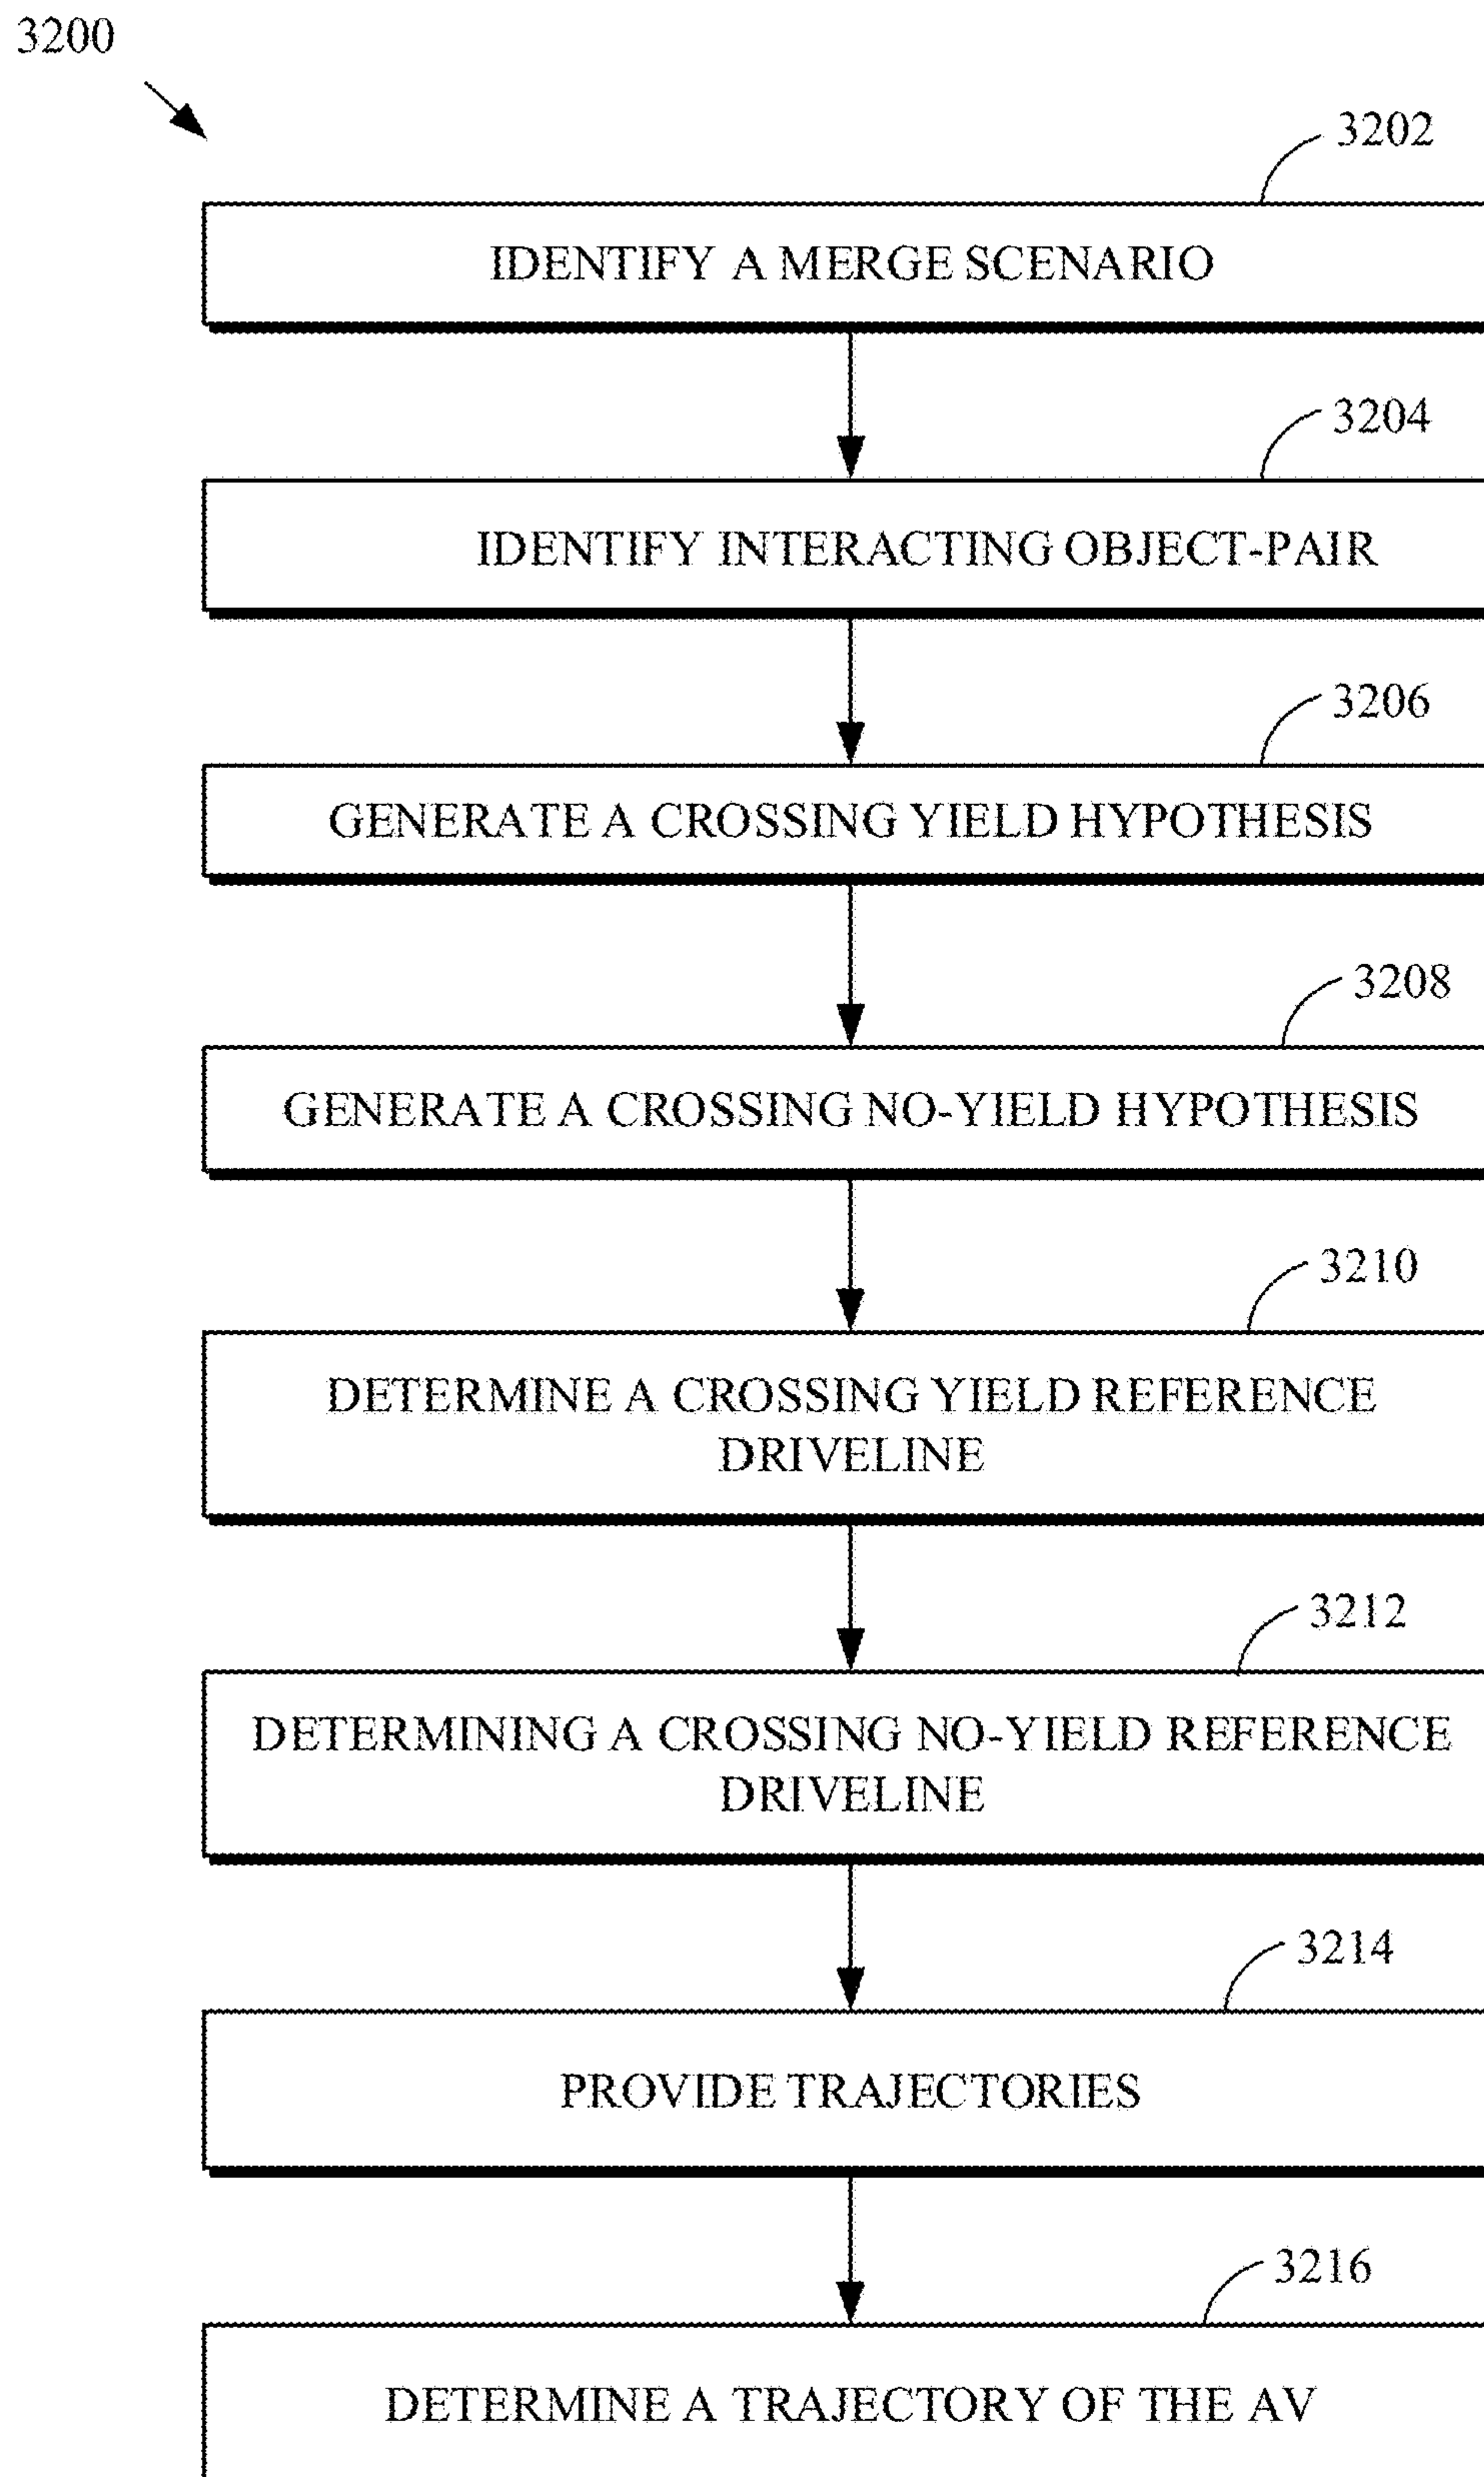 3200
3202
IDENTIFY A MERGE SCENARIO
3204
IDENTIFY INTERACTING OBJECT-PAIR
3206
GENERATE A CROSSING YIELD HYPOTHESIS
3208
GENERATE A CROSSING NO-YIELD HYPOTHESIS
3210
DETERMINE A CROSSING YIELD REFERENCE
DRIVELINE
3212
DETERMINING A CROSSING NO-YIELD REFERENCE
DRIVELINE
3214
PROVIDE TRAJECTORIES
3216
DETERMINE A TRAJECTORY OF THE AV